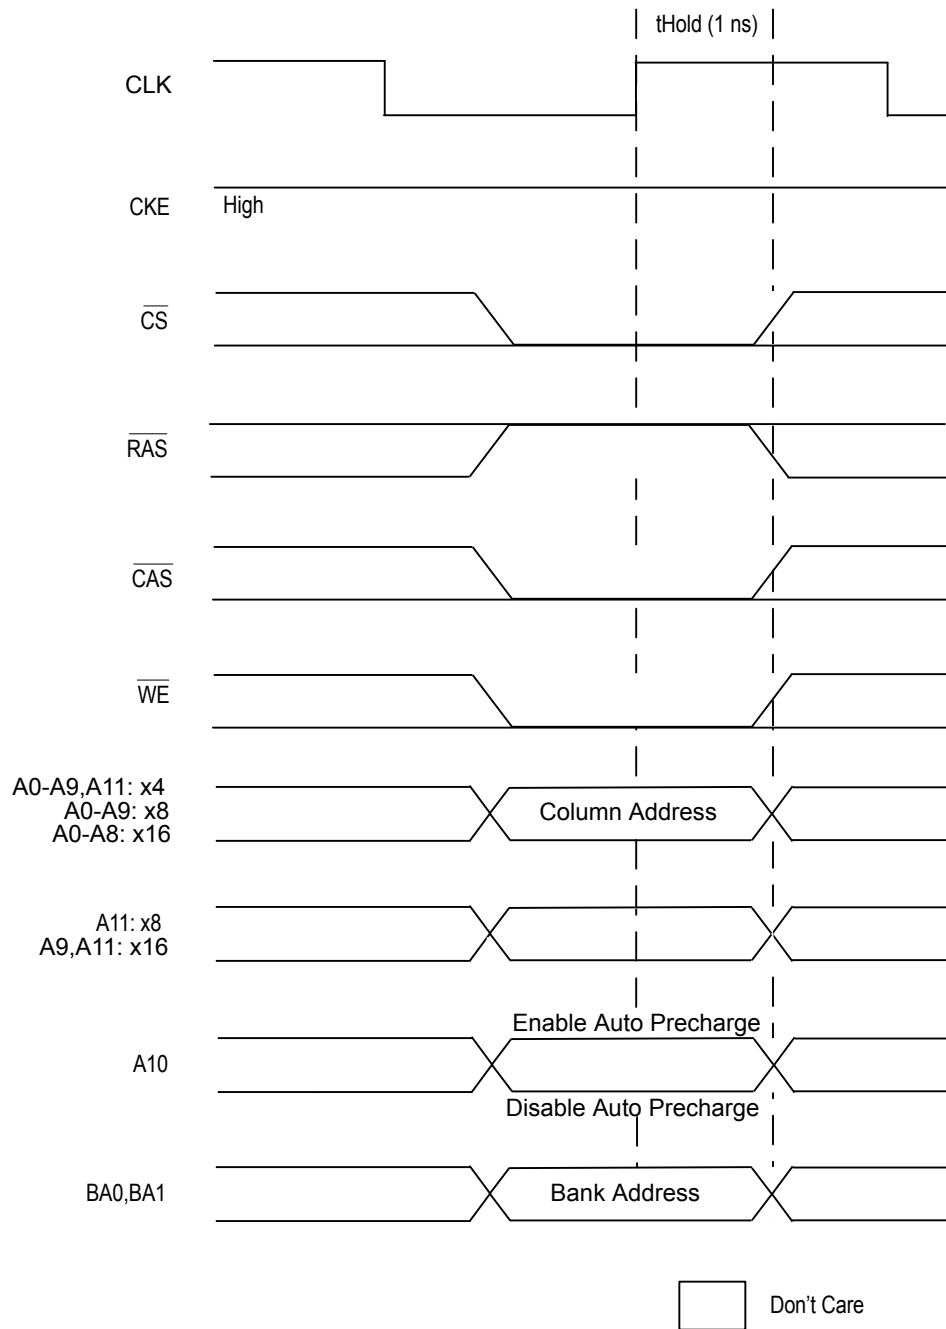 tHold (1 ns)
CLK
CKE
High
CS
RAS
CAS
WE
A0-A9,A11: x4
A0-A9: x8
A0-A8: x16
Column Address
A11: x8
A9,A11: x16
Enable Auto Precharge
A10
Disable Auto Precharge
BA0,BA1
Bank Address
Don't Care